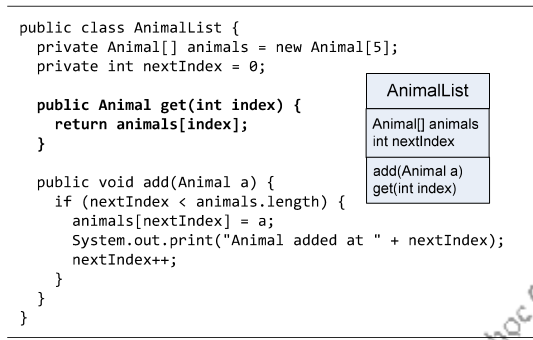 public class AnimalList {
private Animal[] animals = new Animal[5];
private int nextIndex = 0;
public Animal get(int index) {
return animals[index];
}
public void add(Animal a) {
if (nextIndex < animals.length) {
animals[nextIndex] = a;
System.out.print("Animal added at " + nextIndex);
nextIndex++;
}
}
}
AnimalList
Animal[] animals
int nextIndex
add(Animal a)
get(int index)